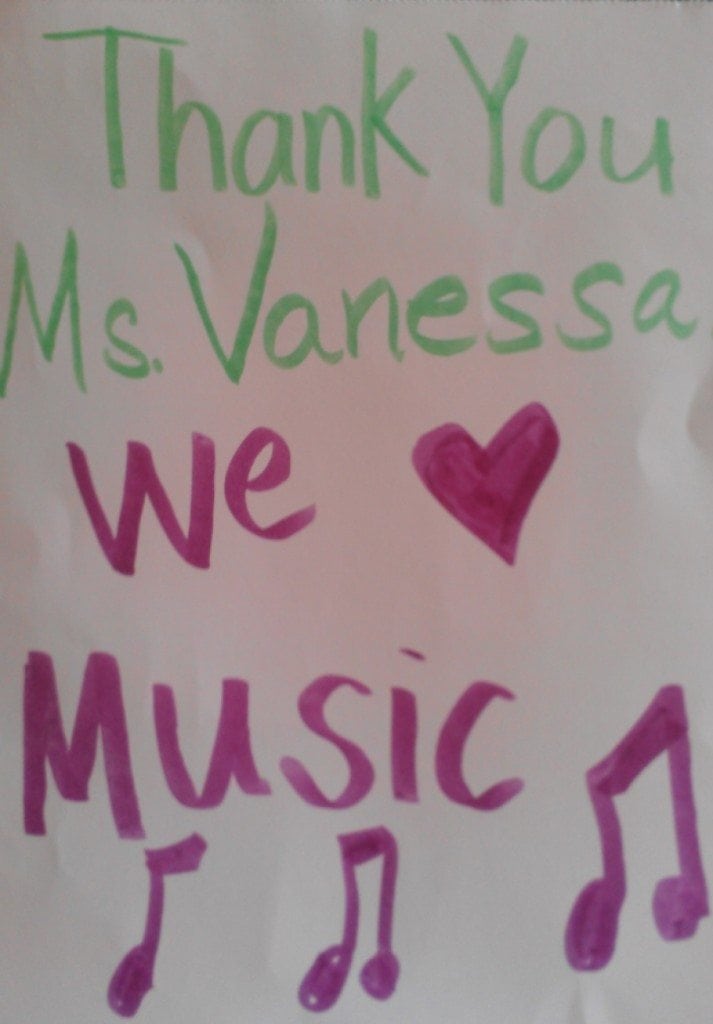 Thank You
Ms. Vanessa
We ♥
Music